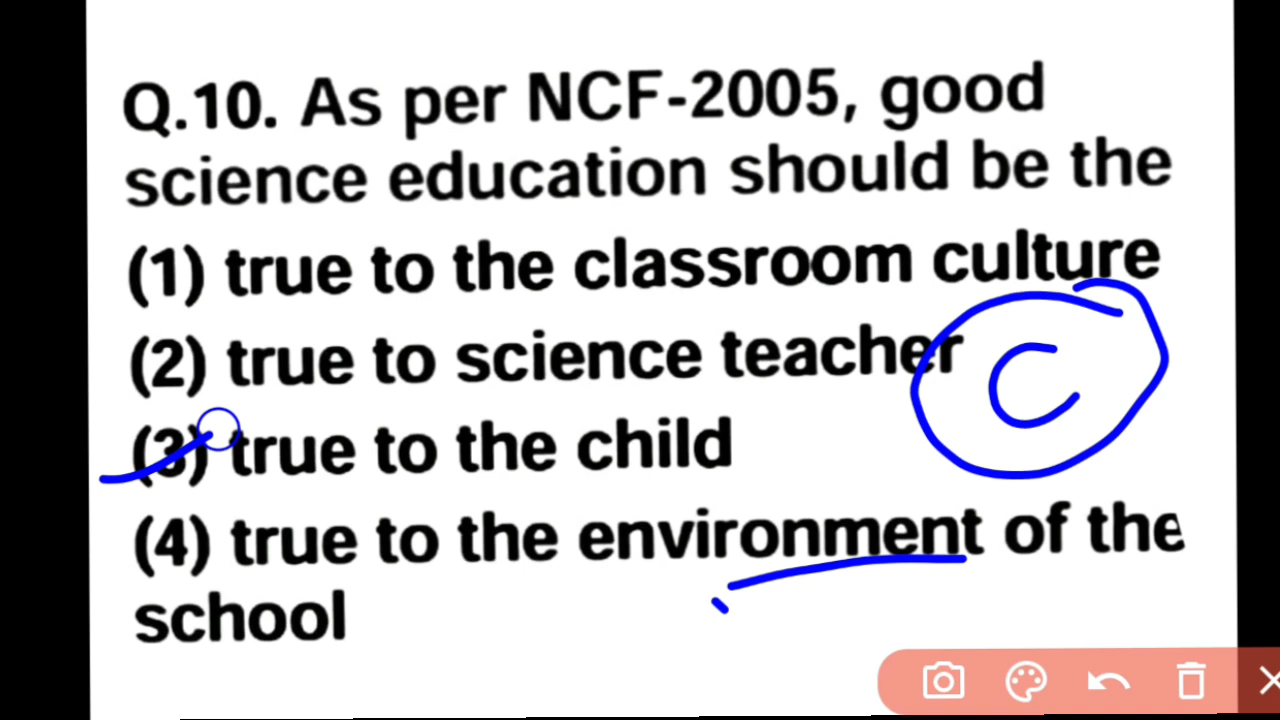 Q.10. As per NCF-2005, good
science education should be the
(1) true to the classroom culture
(2) true to science teacher
C
(3) true to the child
(4) true to the environment of the
school